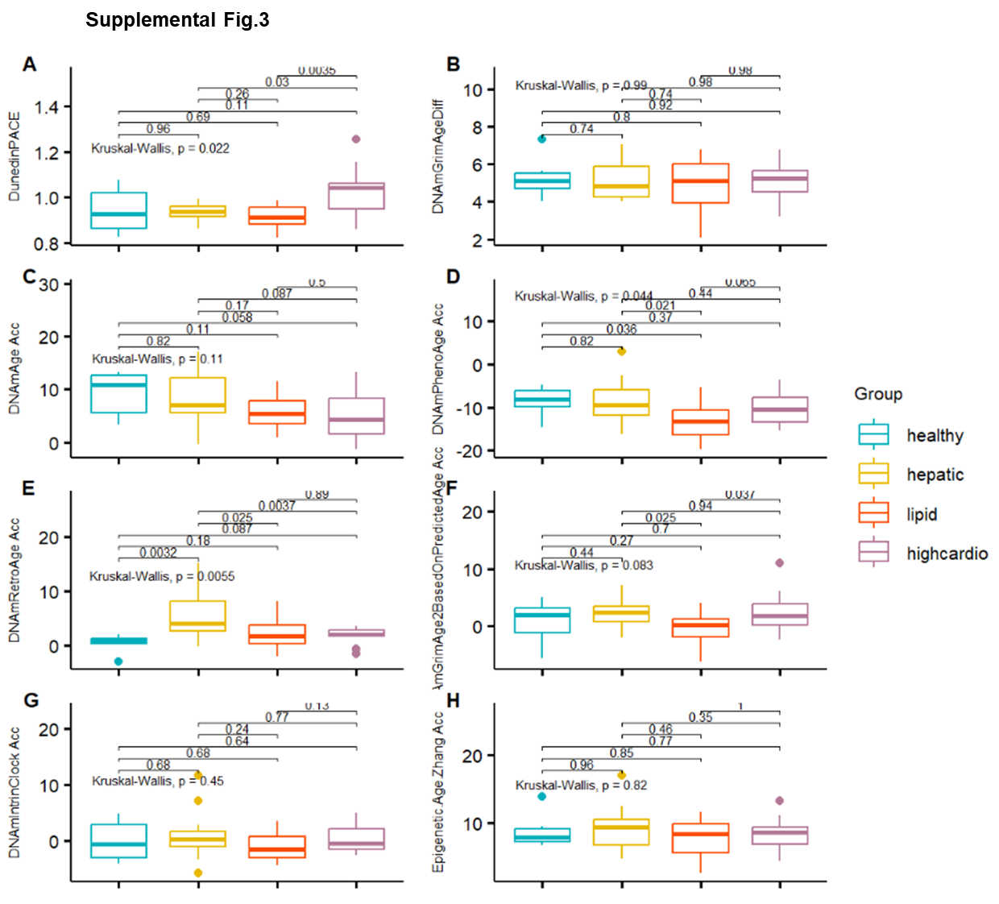 Supplemental Fig.3
A
DunedinPACE
1.4
1.2
1.0
0.8
0.0035
0.03
0.26
0.11
0.69
0.96
Kruskal-Wallis, p = 0.022
B
DNAmGrimAgeDiff
10
8
6
4
2
0.98
Kruskal-Wallis, p = 0.99
0.98
0.74
0.92
0.8
0.74
C
DNAmAge Acc
30
20
10
0
0.5
0.087
0.17
0.058
0.11
0.82
Kruskal-Wallis, p = 0.11
D
DNAmPhenoAge Acc
10
0
-10
-20
0.065
Kruskal-Wallis, p = 0.044
0.44
0.021
0.37
0.036
0.82
Group
healthy
hepatic
lipid
highcardio
E
DNAmRetroAge Acc
20
10
0
0.89
0.0037
0.025
0.087
0.18
0.0032
Kruskal-Wallis, p = 0.0055
F
AmGrimAge2BasedOnPredictedAge Acc
20
10
0
0.037
0.94
0.025
0.7
0.27
0.44
Kruskal-Wallis, p = 0.083
G
DNAmIntrinClock Acc
20
10
0
0.13
0.77
0.24
0.64
0.68
0.68
Kruskal-Wallis, p = 0.45
H
Epigenetic.Age.Zhang Acc
20
10
1
0.35
0.46
0.77
0.85
0.96
Kruskal-Wallis, p = 0.82